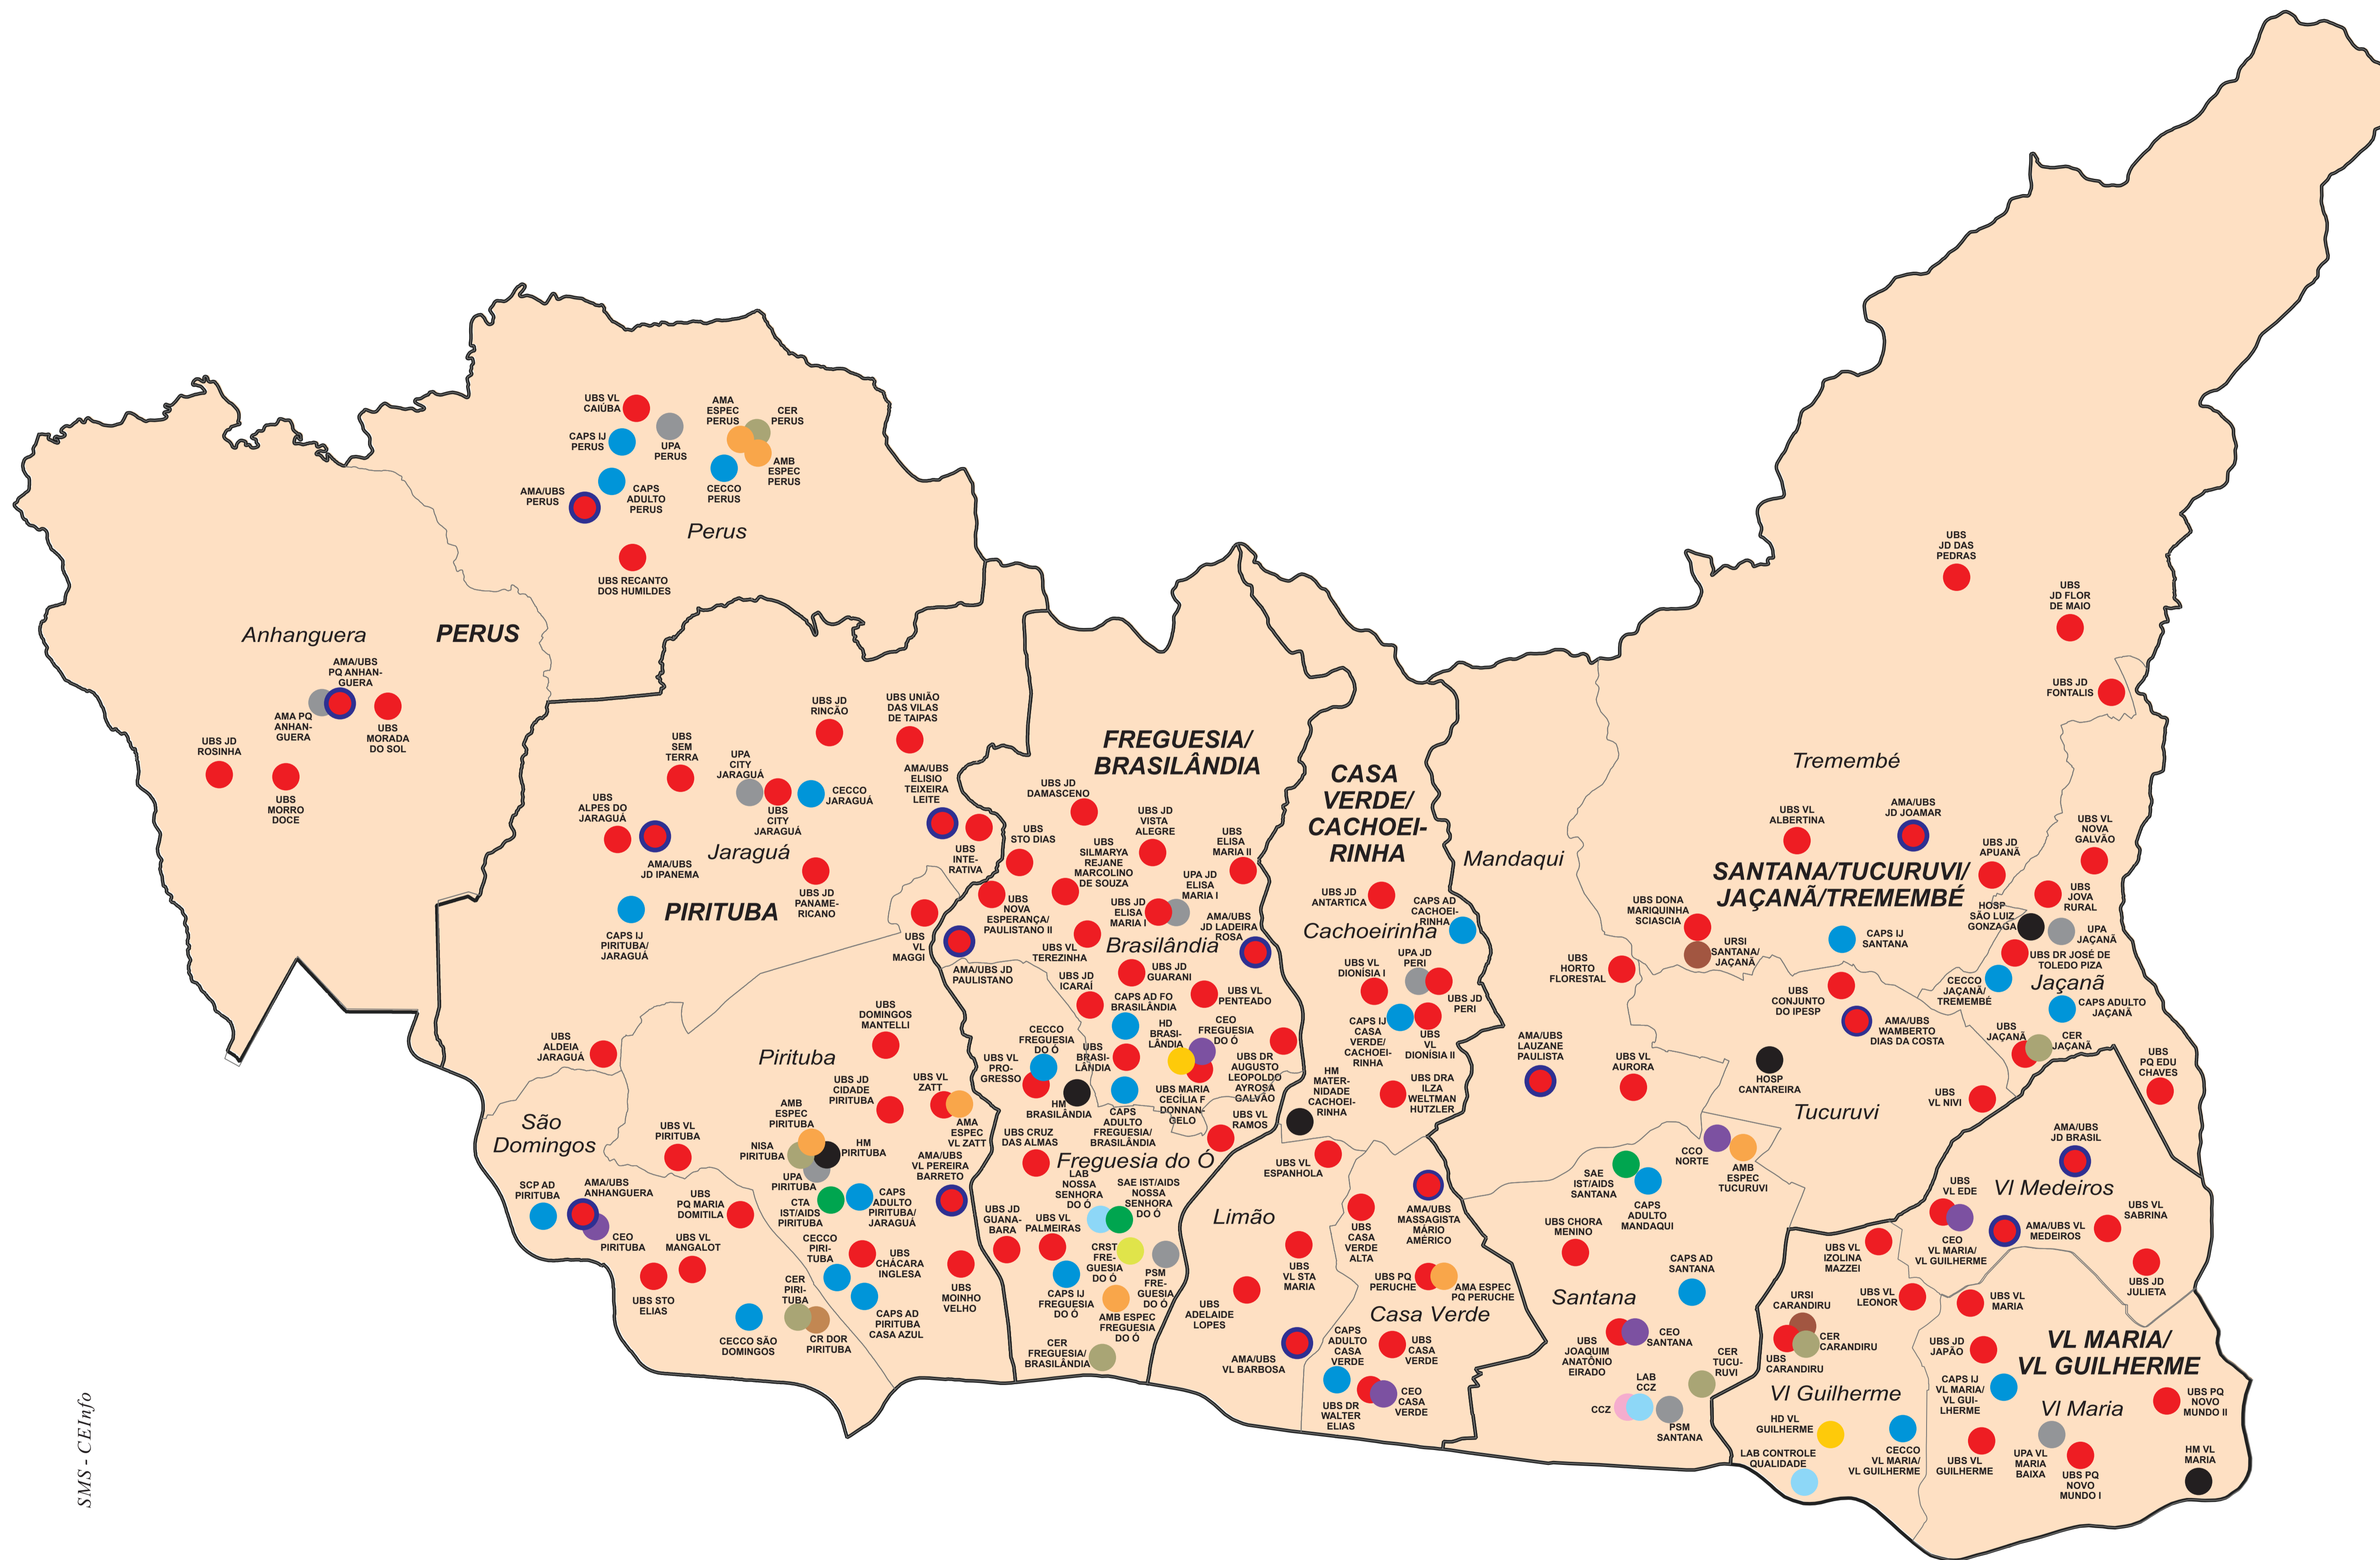 UBS VL
CAIÚBA
CAPS IJ
PERUS
UPA
PERUS
AMA
ESPEC
PERUS
CER
PERUS
AMB
ESPEC
PERUS
CECCO
PERUS
AMA/UBS
PERUS
CAPS
ADULTO
PERUS
Perus
UBS RECANTO
DOS HUMILDES
Anhanguera
PERUS
AMA/UBS
PQ ANHAN-
GUERA
AMA PQ
ANHAN-
GUERA
UBS
MORADA
DO SOL
UBS JD
ROSINHA
UBS
MORRO
DOCE
UBS JD
RINCÃO
UBS UNIÃO
DAS VILAS
DE TAIPAS
UBS
SEM
TERRA
UPA
CITY
JARAGUÁ
UBS
CITY
JARAGUÁ
CECCO
JARAGUÁ
AMA/UBS
ELISIO
TEIXEIRA
LEITE
UBS
ALPES DO
JARAGUÁ
AMA/UBS
JD IPANEMA
Jaraguá
UBS JD
PANAME-
RICANO
UBS
INTE-
RATIVA
CAPS IJ
PIRITUBA/
JARAGUÁ
PIRITUBA
UBS
VL
MAGGI
UBS
ALDEIA
JARAGUÁ
Pirituba
UBS
DOMINGOS
MANTELLI
UBS JD
CIDADE
PIRITUBA
UBS VL
ZATT
AMA
ESPEC
VL ZATT
São
Domingos
UBS VL
PIRITUBA
AMB
ESPEC
PIRITUBA
NISA
PIRITUBA
HM
PIRITUBA
UPA
PIRITUBA
AMA/UBS
VL PEREIRA
BARRETO
SCP AD
PIRITUBA
AMA/UBS
ANHANGUERA
CEO
PIRITUBA
UBS
PQ MARIA
DOMITILA
CTA
IST/AIDS
PIRITUBA
CAPS
ADULTO
PIRITUBA/
JARAGUÁ
UBS VL
MANGALOT
UBS STO
ELIAS
CECCO
PIRI-
TUBA
UBS
CHÁCARA
INGLESA
CAPS AD
PIRITUBA
CASA AZUL
UBS
MOINHO
VELHO
CER
PIRI-
TUBA
CECCO SÃO
DOMINGOS
CR DOR
PIRITUBA
FREGUESIA/
BRASILÂNDIA
UBS JD
DAMASCENO
UBS
STO DIAS
UBS JD
VISTA
ALEGRE
UBS
SILMARYA
REJANE
MARCOLINO
DE SOUZA
UBS
ELISA
MARIA II
UBS
NOVA
ESPERANÇA/
PAULISTANO II
UPA JD
ELISA
MARIA I
UBS JD
ELISA
MARIA I
AMA/UBS
JD LADEIRA
ROSA
AMA/UBS JD
PAULISTANO
UBS VL
TEREZINHA
Brasilândia
UBS JD
GUARANI
UBS JD
ICARAÍ
UBS VL
PENTEADO
CAPS AD FO
BRASILÂNDIA
CECCO
FREGUESIA
DO Ó
UBS VL
PRO-
GRESSO
HM
BRASILÂNDIA
UBS
BRASI-
LÂNDIA
HD
BRASI-
LÂNDIA
CEO
FREGUESIA
DO Ó
UBS DR
AUGUSTO
LEOPOLDO
AYROSA
GALVÃO
UBS MARIA
CECÍLIA F
DONNAN-
GELO
CAPS
ADULTO
FREGUESIA/
BRASILÂNDIA
UBS VL
RAMOS
UBS CRUZ
DAS ALMAS
Freguesia do Ó
LAB
NOSSA
SENHORA
DO Ó
SAE IST/AIDS
NOSSA
SENHORA
DO Ó
UBS JD
GUANA-
BARA
UBS VL
PALMEIRAS
CAPS IJ
FREGUESIA
DO Ó
CRST
FRE-
GUESIA
DO Ó
PSM
FRE-
GUESIA
DO Ó
AMB ESPEC
FREGUESIA
DO Ó
CER
FREGUESIA/
BRASILÂNDIA
CASA
VERDE/
CACHOEI-
RINHA
UBS JD
ANTARTICA
CAPS AD
CACHOEI-
RINHA
Cachoeirinha
UBS VL
DIONÍSIA I
UPA JD
PERI
UBS JD
PERI
CAPS IJ
CASA
VERDE/
CACHOEI-
RINHA
UBS
VL
DIONÍSIA II
HM
MATER-
NIDADE
CACHOEI-
RINHA
UBS DRA
ILZA
WELTMAN
HUTZLER
UBS VL
ESPANHOLA
Limão
UBS
CASA
VERDE
ALTA
AMA/UBS
MASSAGISTA
MÁRIO
AMÉRICO
UBS
VL STA
MARIA
UBS
ADELAIDE
LOPES
UBS PQ
PERUCHE
AMA ESPEC
PQ PERUCHE
Casa Verde
AMA/UBS
VL BARBOSA
CAPS
ADULTO
CASA
VERDE
UBS
CASA
VERDE
UBS DR
WALTER
ELIAS
CEO
CASA
VERDE
Mandaqui
Tremembé
UBS
JD DAS
PEDRAS
UBS
JD FLOR
DE MAIO
UBS JD
FONTALIS
UBS VL
ALBERTINA
AMA/UBS
JD JOAMAR
SANTANA/TUCURUVI/
JAÇANÃ/TREMEMBÉ
UBS JD
APUANÃ
UBS VL
NOVA
GALVÃO
UBS
JOVA
RURAL
UBS DONA
MARIQUINHA
SCIASCIA
URSI
SANTANA/
JAÇANÃ
UBS
HORTO
FLORESTAL
CAPS IJ
SANTANA
HOSP
SÃO LUIZ
GONZAGA
UPA
JAÇANÃ
UBS DR JOSÉ DE
TOLEDO PIZA
CECCO
JAÇANÃ/
TREMEMBÉ
Jaçanã
CAPS ADULTO
JAÇANÃ
UBS
CONJUNTO
DO IPESP
AMA/UBS
WAMBERTO
DIAS DA COSTA
UBS
JAÇANÃ
CER
JAÇANÃ
UBS
PQ EDU
CHAVES
AMA/UBS
LAUZANE
PAULISTA
UBS VL
AURORA
HOSP
CANTAREIRA
Tucuruvi
UBS
VL NIVI
CCO
NORTE
AMB
ESPEC
TUCURUVI
SAE
IST/AIDS
SANTANA
CAPS
ADULTO
MANDAQUI
UBS CHORA
MENINO
CAPS AD
SANTANA
Santana
UBS
JOAQUIM
ANATÔNIO
EIRADO
CEO
SANTANA
CER
TUCU-
RUVI
LAB
CCZ
CCZ
PSM
SANTANA
AMA/UBS
JD BRASIL
Vl Medeiros
UBS
VL EDE
CEO
VL MARIA/
VL GUILHERME
AMA/UBS VL
MEDEIROS
UBS VL
SABRINA
UBS JD
JULIETA
UBS VL
IZOLINA
MAZZEI
UBS VL
LEONOR
UBS VL
MARIA
URSI
CARANDIRU
CER
CARANDIRU
UBS
CARANDIRU
UBS JD
JAPÃO
VL MARIA/
VL GUILHERME
Vl Guilherme
CAPS IJ
VL MARIA/
VL GUI-
LHERME
Vl Maria
UBS PQ
NOVO
MUNDO II
HD VL
GUILHERME
LAB CONTROLE
QUALIDADE
CECCO
VL MARIA/
VL GUILHERME
UBS VL
GUILHERME
UPA VL
MARIA
BAIXA
UBS PQ
NOVO
MUNDO I
HM VL
MARIA
SMS - CEInfo